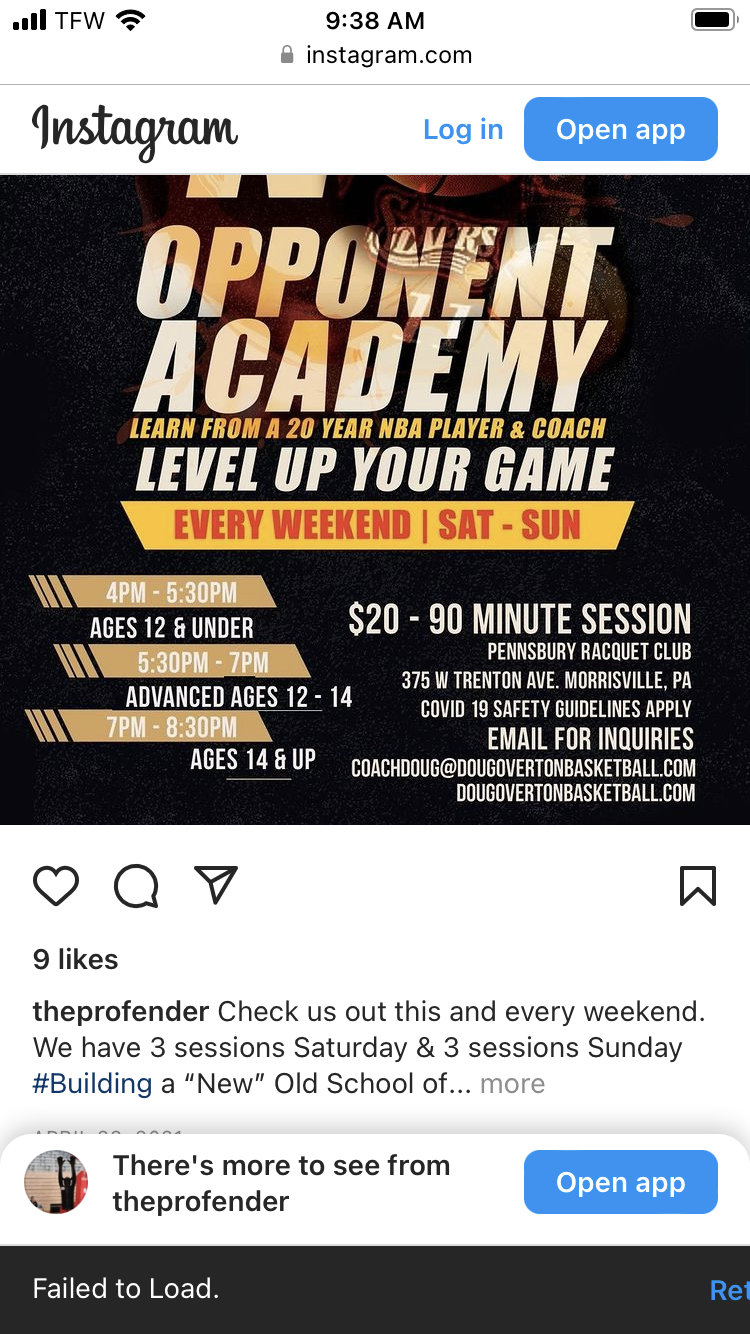 TFW
9:38 AM
instagram.com
Instagram
Log in
Open app
OPPONENT
ACADEMY
LEARN FROM A 20 YEAR NBA PLAYER & COACH
LEVEL UP YOUR GAME
EVERY WEEKEND | SAT - SUN
4PM - 5:30PM
AGES 12 & UNDER
5:30PM - 7PM
ADVANCED AGES 12 - 14
7PM - 8:30PM
AGES 14 & UP
$20 - 90 MINUTE SESSION
PENNSBURY RACQUET CLUB
375 W TRENTON AVE. MORRISVILLE, PA
COVID 19 SAFETY GUIDELINES APPLY
EMAIL FOR INQUIRIES
COACHDOUG@DOUGOVERTONBASKETBALL.COM
DOUGOVERTONBASKETBALL.COM
9 likes
theprofender Check us out this and every weekend.
We have 3 sessions Saturday & 3 sessions Sunday
#Building a “New” Old School of... more
There's more to see from
theprofender
Open app
Failed to Load.
Ret